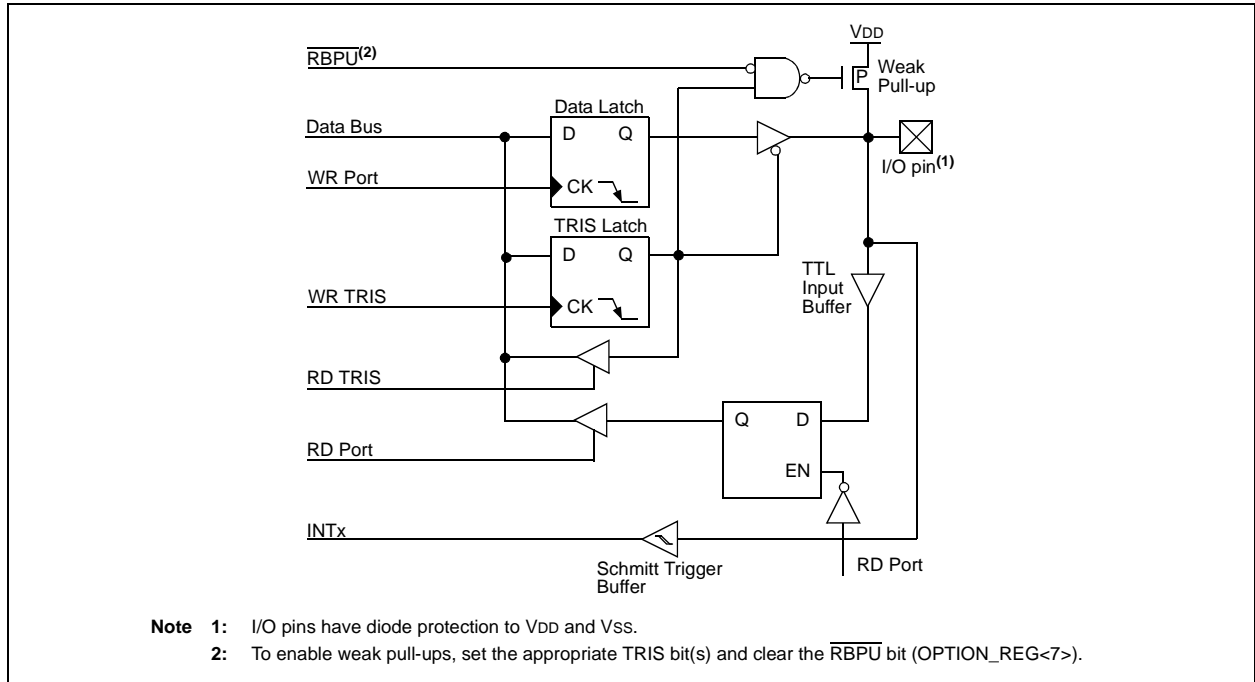 VDD
RBPU(2)
Weak
Pull-up
P
Data Latch
Data Bus
D Q
I/O pin(1)
WR Port
CK
TRIS Latch
D Q
TTL
Input
Buffer
WR TRIS
CK
RD TRIS
Q D
RD Port
EN
INTx
Schmitt Trigger
Buffer
RD Port
Note 1: I/O pins have diode protection to VDD and VSS.
2: To enable weak pull-ups, set the appropriate TRIS bit(s) and clear the RBPU bit (OPTION_REG<7>).